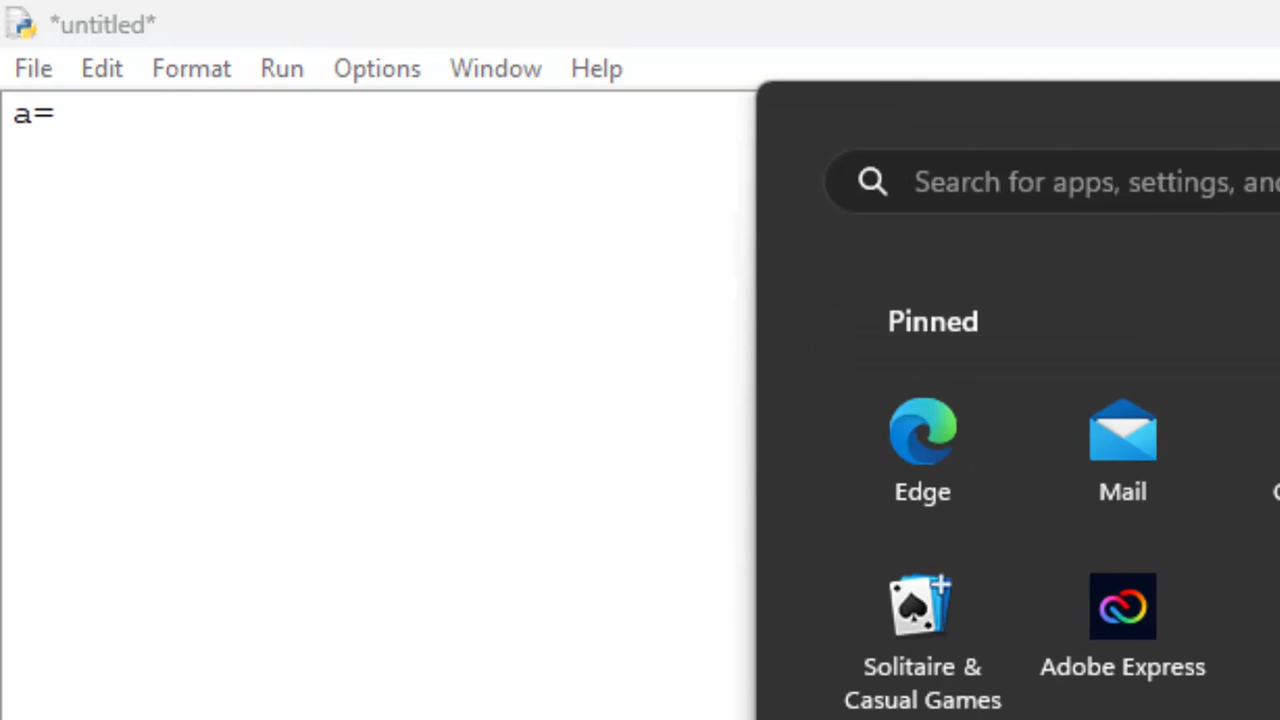 *untitled*
File Edit Format Run Options Window Help
a=
Search for apps, settings, and
Pinned
Edge
Mail
Solitaire &
Casual Games
Adobe Express